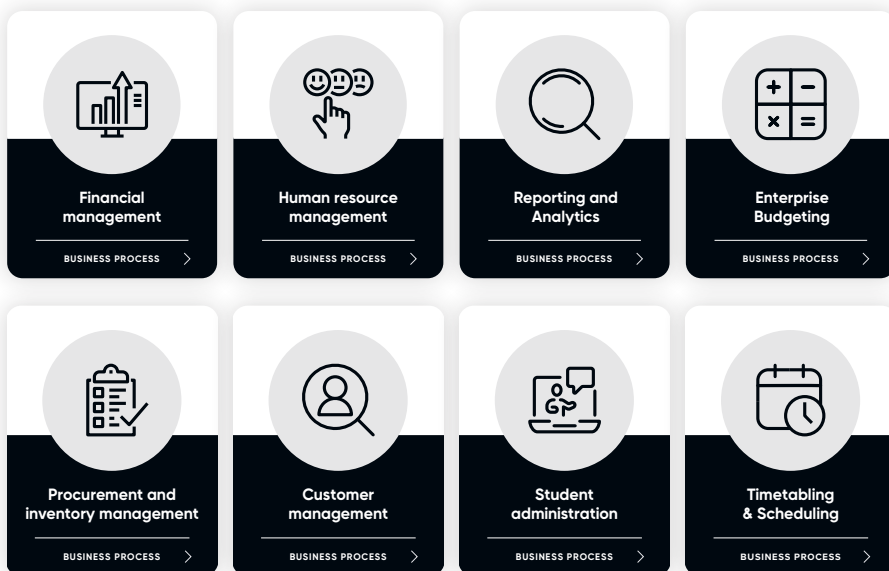 Financial
management
BUSINESS PROCESS
Human resource
management
BUSINESS PROCESS
Reporting and
Analytics
BUSINESS PROCESS
Enterprise
Budgeting
BUSINESS PROCESS
Procurement and
inventory management
BUSINESS PROCESS
Customer
management
BUSINESS PROCESS
Student
administration
BUSINESS PROCESS
Timetabling
& Scheduling
BUSINESS PROCESS